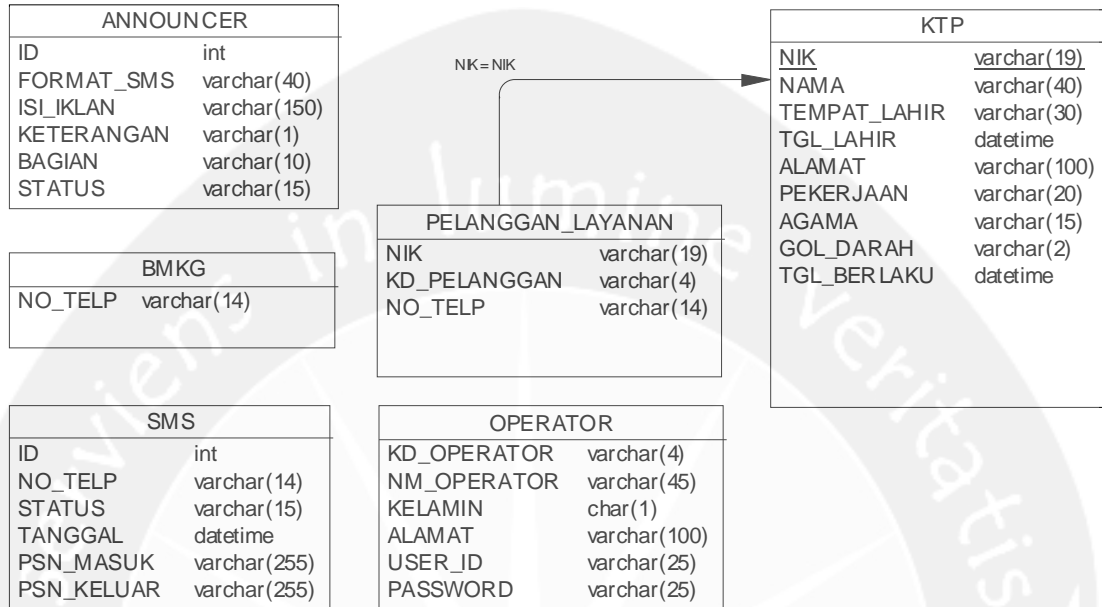 ANNOUNCER
ID int
FORMAT_SMS varchar(40)
ISI_IKLAN varchar(150)
KETERANGAN varchar(1)
BAGIAN varchar(10)
STATUS varchar(15)
NIK = NIK
KTP
NIK varchar(19)
NAMA varchar(40)
TEMPAT_LAHIR varchar(30)
TGL_LAHIR datetime
ALAMAT varchar(100)
PEKERJAAN varchar(20)
AGAMA varchar(15)
GOL_DARAH varchar(2)
TGL_BERLAKU datetime
PELANGGAN_LAYANAN
NIK varchar(19)
KD_PELANGGAN varchar(4)
NO_TELP varchar(14)
BMKG
NO_TELP varchar(14)
SMS
ID int
NO_TELP varchar(14)
STATUS varchar(15)
TANGGAL datetime
PSN_MASUK varchar(255)
PSN_KELUAR varchar(255)
OPERATOR
KD_OPERATOR varchar(4)
NM_OPERATOR varchar(45)
KELAMIN char(1)
ALAMAT varchar(100)
USER_ID varchar(25)
PASSWORD varchar(25)
serviens in lumine veritatis